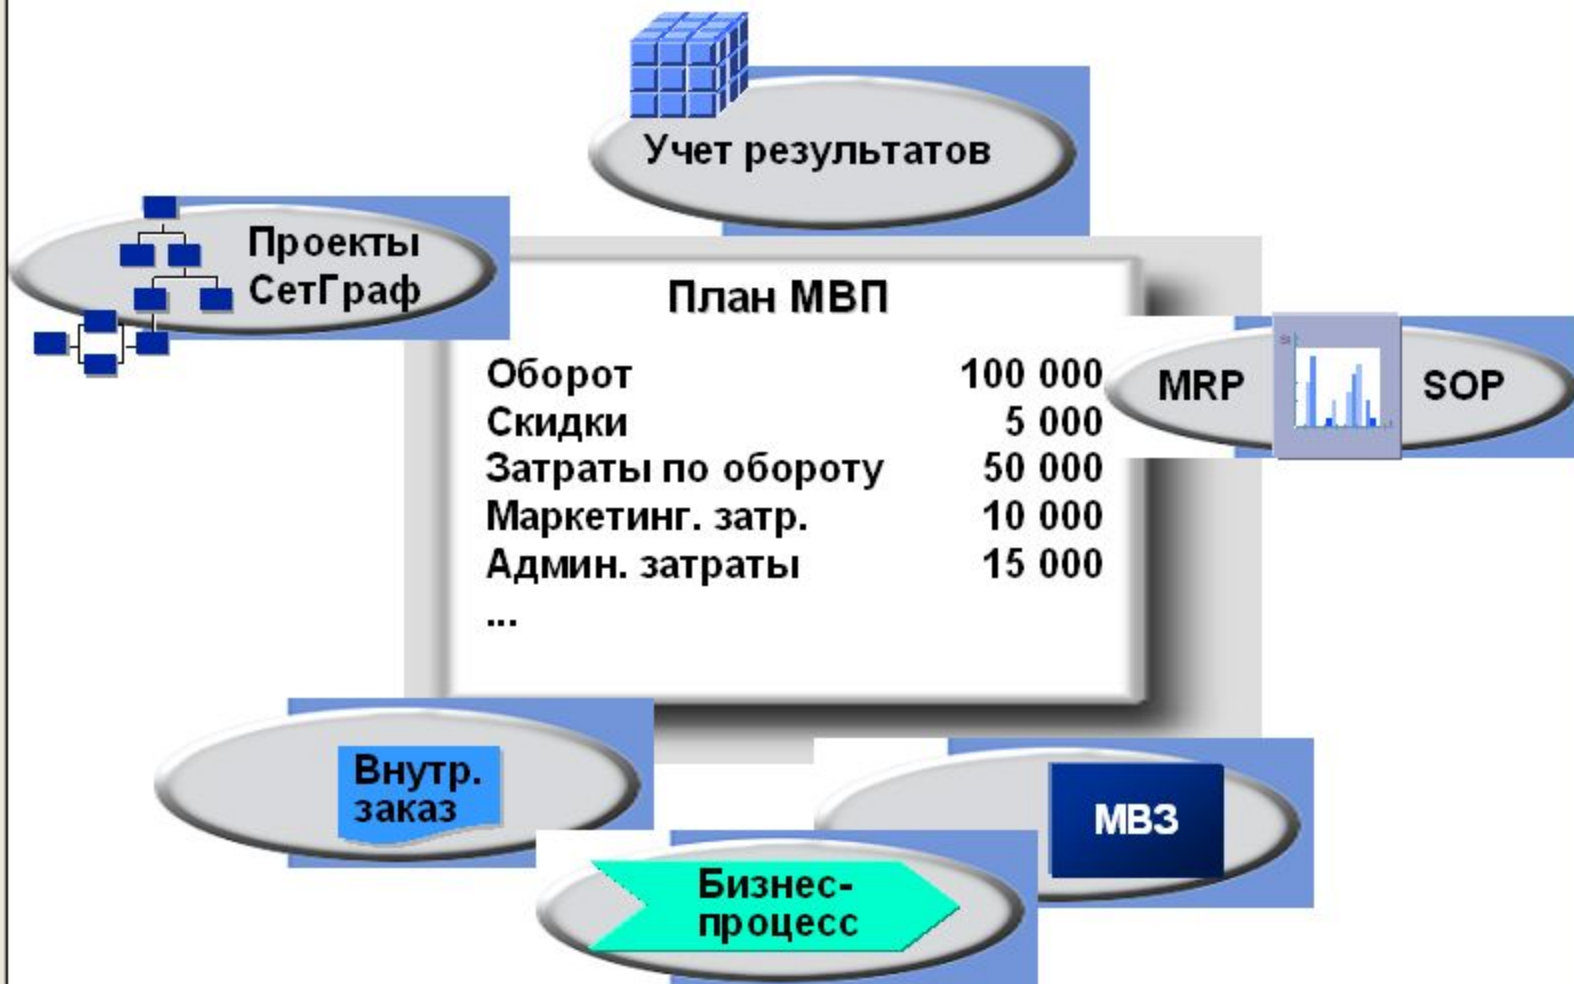 Учет результатов
Проекты
СетГраф
План МВП
Оборот 100 000
Скидки 5 000
Затраты по обороту 50 000
Маркетинг. затр. 10 000
Админ. затраты 15 000
...
MRP SOP
Внутр.
заказ
МВЗ
Бизнес-
процесс